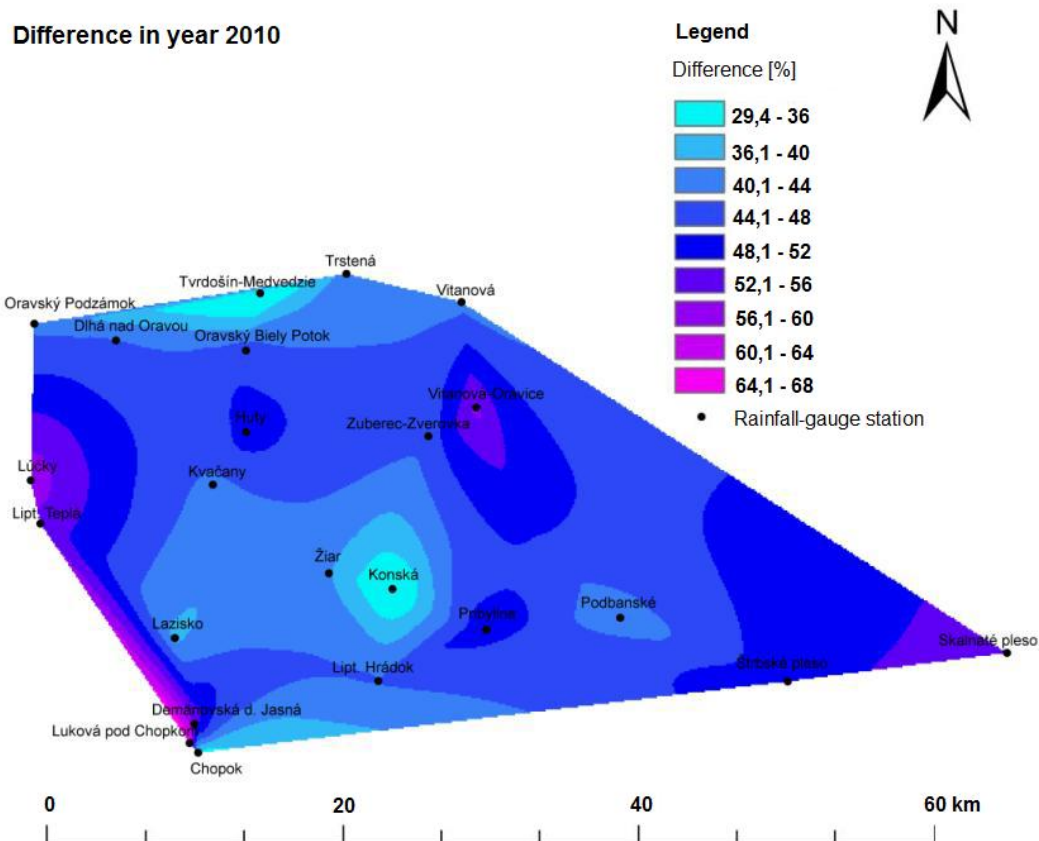 Difference in year 2010
Legend
Difference [%]
29,4 - 36
36,1 - 40
40,1 - 44
44,1 - 48
48,1 - 52
52,1 - 56
56,1 - 60
60,1 - 64
64,1 - 68
Rainfall-gauge station
N
Trstená
Tvrdošín-Medvedzie
Vitanová
Oravský Podzámok
Dlhá nad Oravou
Oravský Biely Potok
Vitanova-Oravice
Huty
Zuberec-Zverovka
Lúčky
Kvačany
Lipt. Teplá
Žiar
Konská
Podbanské
Lazisko
Pribylina
Skalnaté pleso
Lipt. Hrádok
Štrbské pleso
Demänovská d. Jasná
Luková pod Chopkom
Chopok
0 20 40 60 km